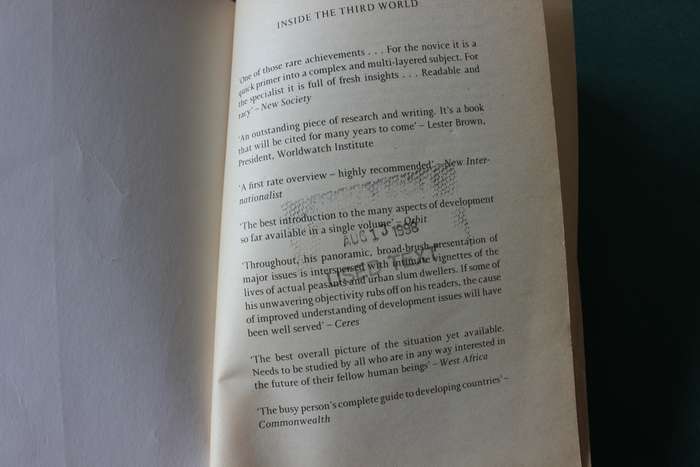 INSIDE THE THIRD WORLD
'One of those rare achievements . . . For the novice it is a
quick primer into a complex and multi-layered subject. For
the specialist it is full of fresh insights . . . Readable and
racy' – New Society
'An outstanding piece of research and writing. It's a book
that will be cited for many years to come' – Lester Brown,
President, Worldwatch Institute
'A first rate overview – highly recommended' – New Inter-
nationalist
'The best introduction to the many aspects of development
so far available in a single volume' – Orbit
AUG 13 1998
USED TEXT
'Throughout, his panoramic, broad-brush presentation of
major issues is interspersed with intimate vignettes of the
lives of actual peasants and urban slum dwellers. If some of
his unwavering objectivity rubs off on his readers, the cause
of improved understanding of development issues will have
been well served' – Ceres
'The best overall picture of the situation yet available.
Needs to be studied by all who are in any way interested in
the future of their fellow human beings' – West Africa
'The busy person's complete guide to developing countries' –
Commonwealth